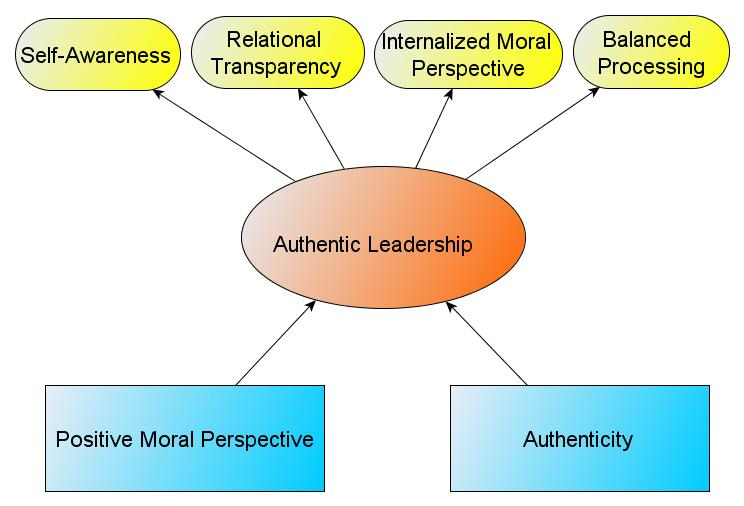 Self-Awareness
Relational
Transparency
Internalized Moral
Perspective
Balanced
Processing
Authentic Leadership
Positive Moral Perspective
Authenticity